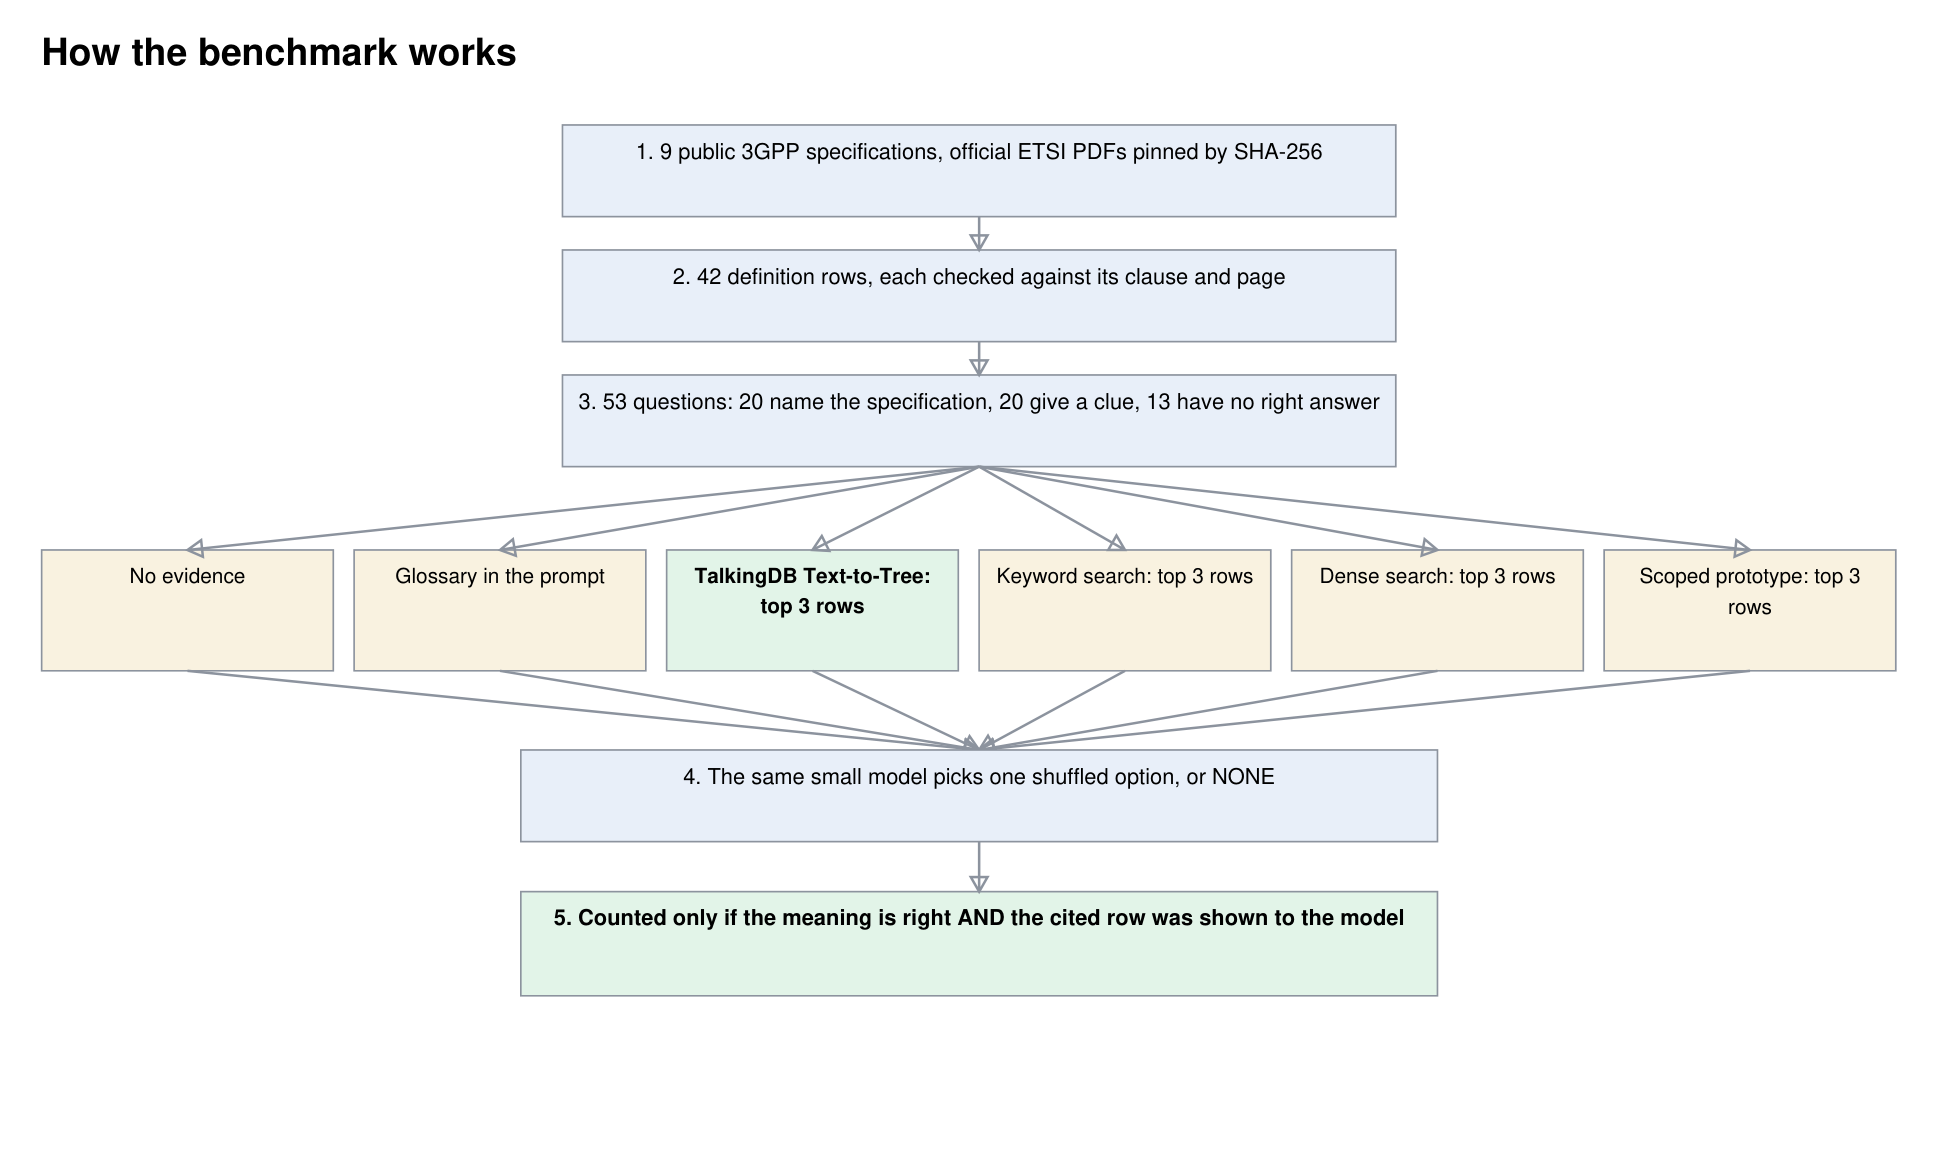 How the benchmark works
1. 9 public 3GPP specifications, official ETSI PDFs pinned by SHA-256
2. 42 definition rows, each checked against its clause and page
3. 53 questions: 20 name the specification, 20 give a clue, 13 have no right answer
No evidence
Glossary in the prompt
TalkingDB Text-to-Tree:
top 3 rows
Keyword search: top 3 rows
Dense search: top 3 rows
Scoped prototype: top 3
rows
4. The same small model picks one shuffled option, or NONE
5. Counted only if the meaning is right AND the cited row was shown to the model